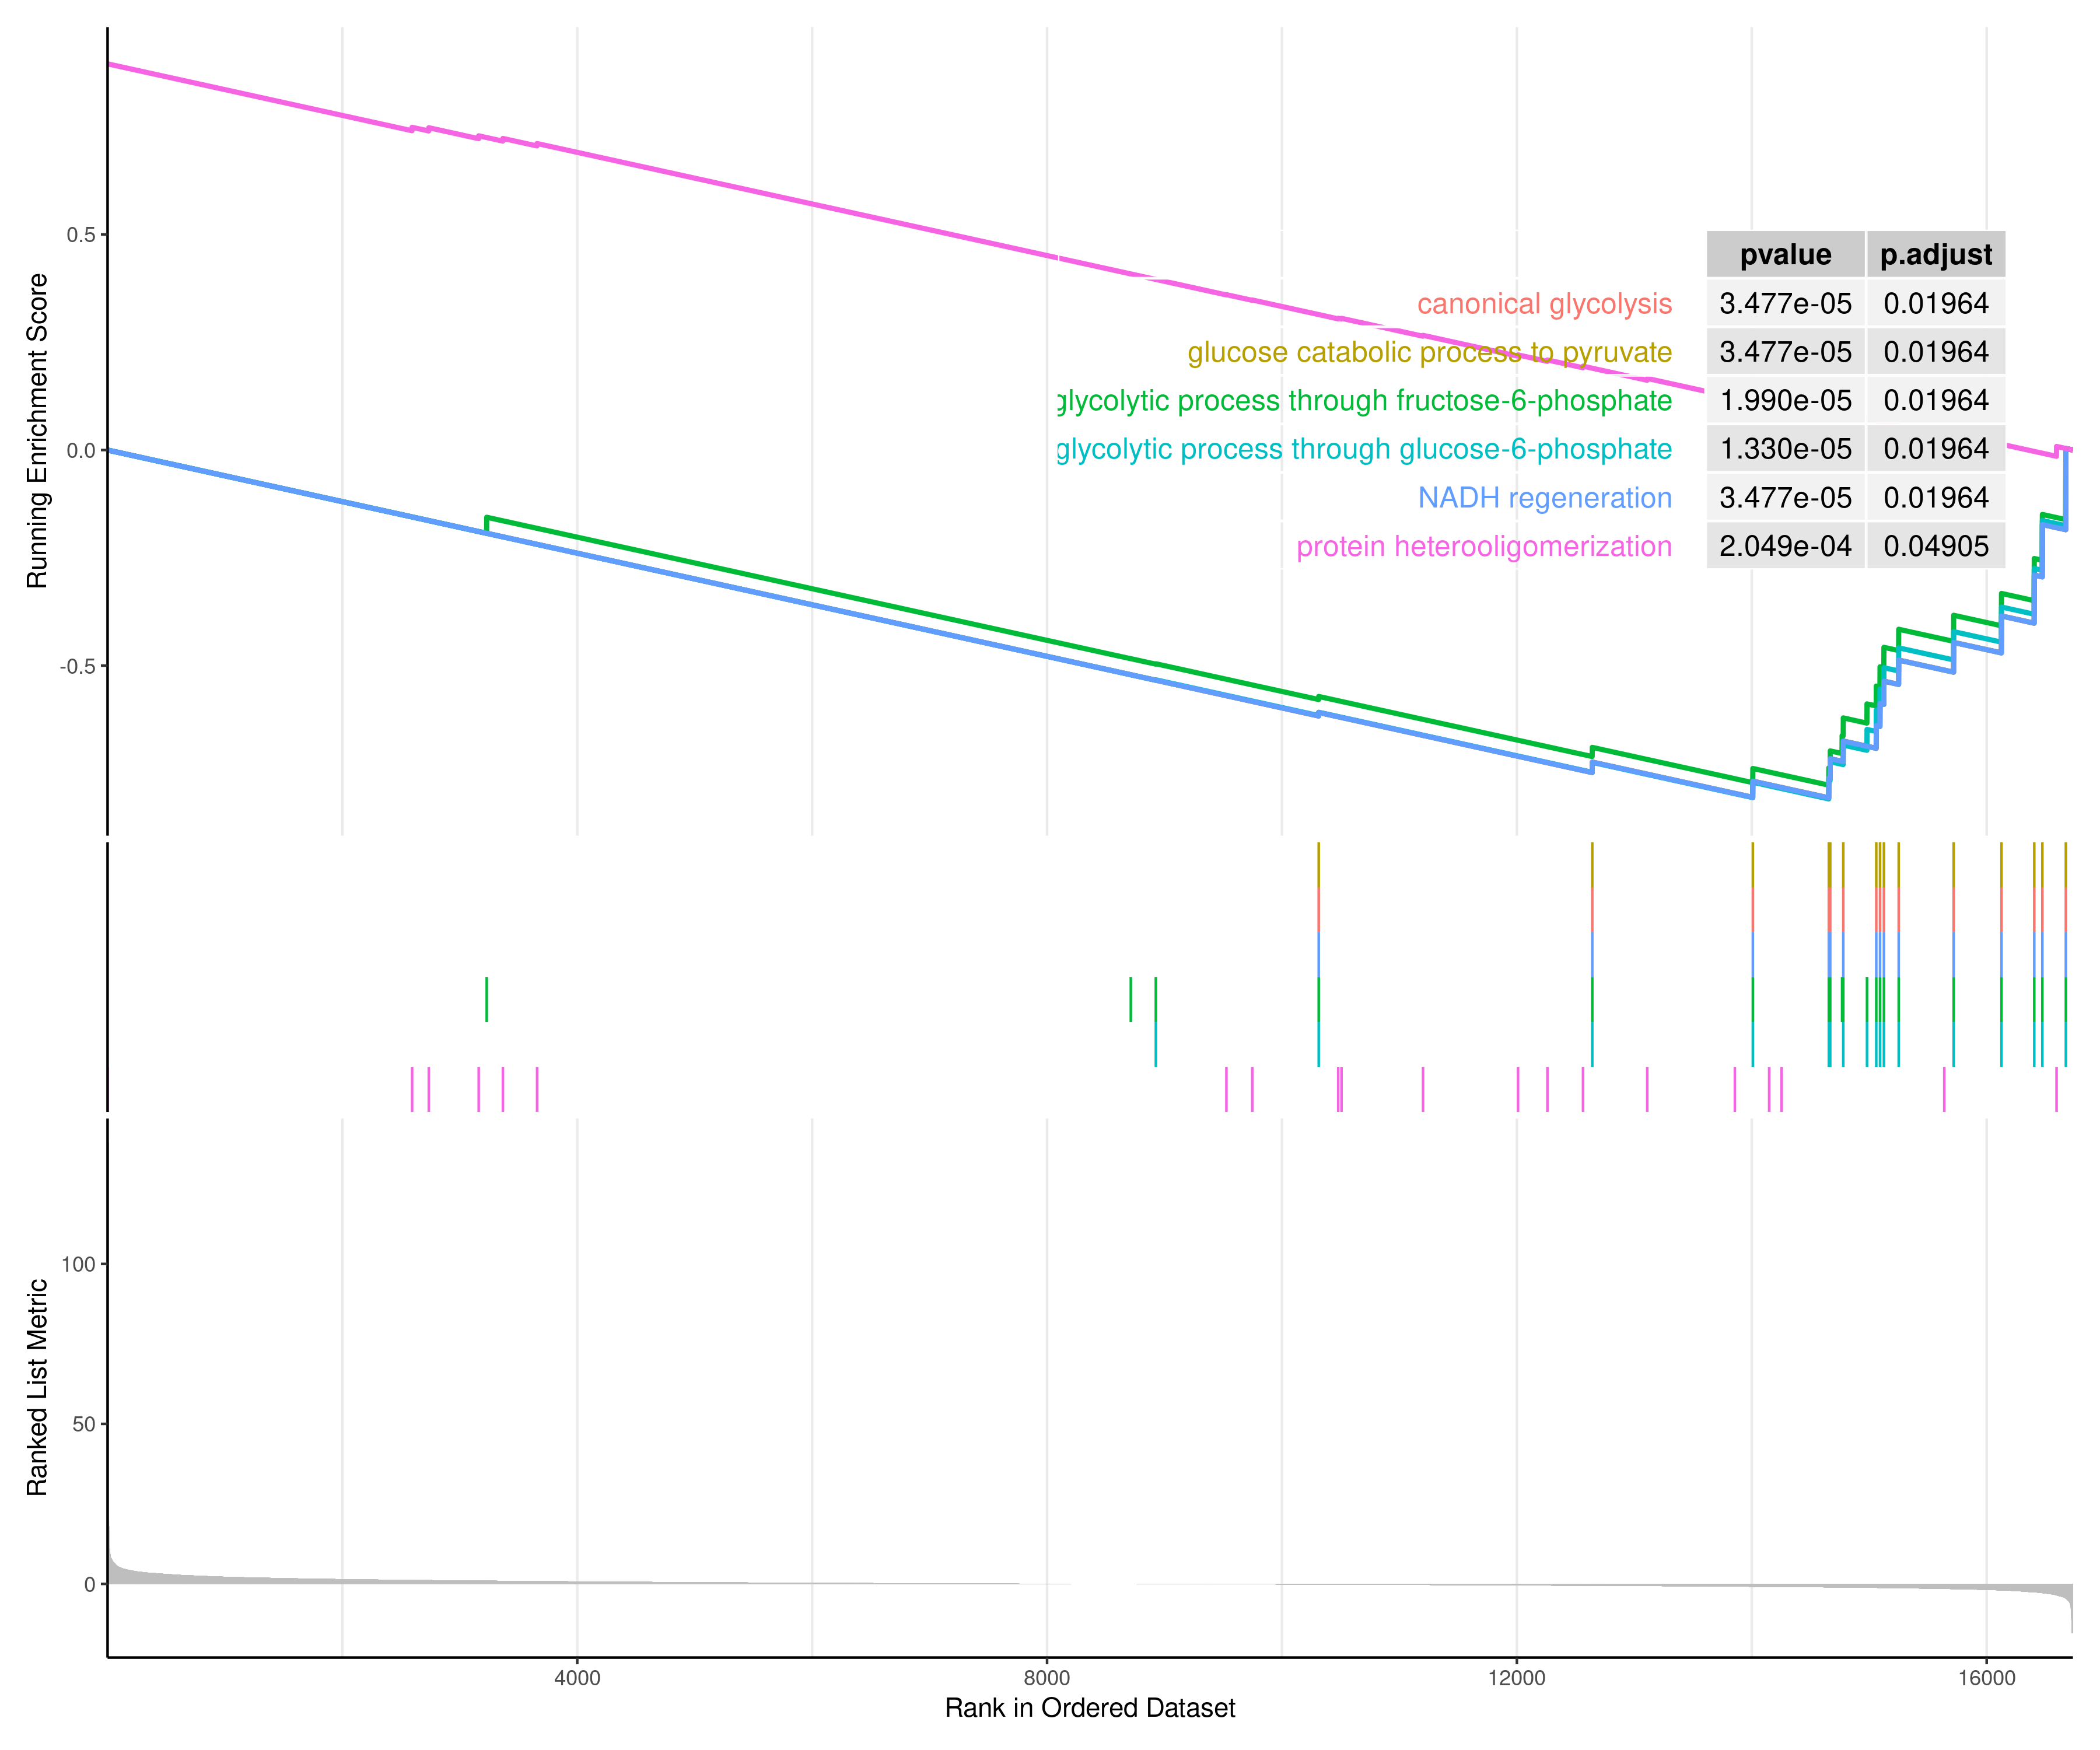 Running Enrichment Score
0.5
0.0
-0.5
pvalue p.adjust
canonical glycolysis 3.477e-05 0.01964
glucose catabolic process to pyruvate 3.477e-05 0.01964
glycolytic process through fructose-6-phosphate 1.990e-05 0.01964
glycolytic process through glucose-6-phosphate 1.330e-05 0.01964
NADH regeneration 3.477e-05 0.01964
protein heterooligomerization 2.049e-04 0.04905
Ranked List Metric
100
50
0
4000 8000 12000 16000
Rank in Ordered Dataset